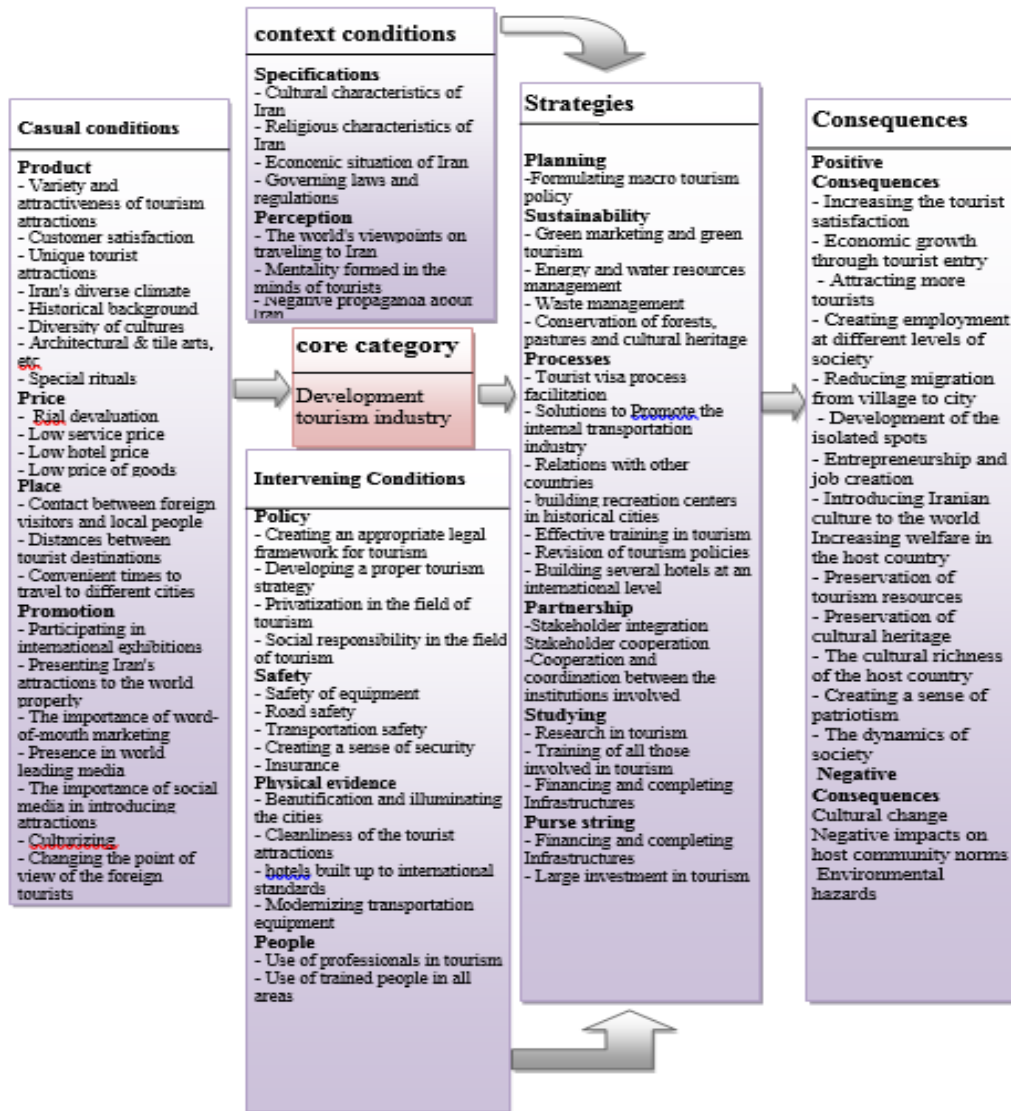 context conditions
Specifications
- Cultural characteristics of
Iran
- Religious characteristics of
Iran
- Economic situation of Iran
- Governing laws and
regulations
Perception
- The world's viewpoints on
traveling to Iran
- Mentality formed in the
minds of tourists
- Negative propaganda about
Iran
Casual conditions
Product
- Variety and
attractiveness of tourism
attractions
- Customer satisfaction
- Unique tourist
attractions
- Iran's diverse climate
- Historical background
- Diversity of cultures
- Architectural & tile arts,
etc
- Special rituals
Price
- Rial devaluation
- Low service price
- Low hotel price
- Low price of goods
Place
- Contact between foreign
visitors and local people
- Distances between
tourist destinations
- Convenient times to
travel to different cities
Promotion
- Participating in
international exhibitions
- Presenting Iran's
attractions to the world
properly
- The importance of word-
of-mouth marketing
- Presence in world
leading media
- The importance of social
media in introducing
attractions
- Culturizing
- Changing the point of
view of the foreign
tourists
core category
Development
tourism industry
Intervening Conditions
Policy
- Creating an appropriate legal
framework for tourism
- Developing a proper tourism
strategy
- Privatization in the field of
tourism
- Social responsibility in the field
of tourism
Safety
- Safety of equipment
- Road safety
- Transportation safety
- Creating a sense of security
- Insurance
Physical evidence
- Beautification and illuminating
the cities
- Cleanliness of the tourist
attractions
- hotels built up to international
standards
- Modernizing transportation
equipment
People
- Use of professionals in tourism
- Use of trained people in all
areas
Strategies
Planning
-Formulating macro tourism
policy
Sustainability
- Green marketing and green
tourism
- Energy and water resources
management
- Waste management
- Conservation of forests,
pastures and cultural heritage
Processes
- Tourist visa process
facilitation
- Solutions to Promote the
internal transportation
industry
- Relations with other
countries
- building recreation centers
in historical cities
- Effective training in tourism
- Revision of tourism policies
- Building several hotels at an
international level
Partnership
-Stakeholder integration
Stakeholder cooperation
-Cooperation and
coordination between the
institutions involved
Studying
- Research in tourism
- Training of all those
involved in tourism
- Financing and completing
Infrastructures
Purse string
- Financing and completing
Infrastructures
- Large investment in tourism
Consequences
Positive
Consequences
- Increasing the tourist
satisfaction
- Economic growth
through tourist entry
- Attracting more
tourists
- Creating employment
at different levels of
society
- Reducing migration
from village to city
- Development of the
isolated spots
- Entrepreneurship and
job creation
- Introducing Iranian
culture to the world
Increasing welfare in
the host country
- Preservation of
tourism resources
- Preservation of
cultural heritage
- The cultural richness
of the host country
- Creating a sense of
patriotism
- The dynamics of
society
Negative
Consequences
Cultural change
Negative impacts on
host community norms
Environmental
hazards